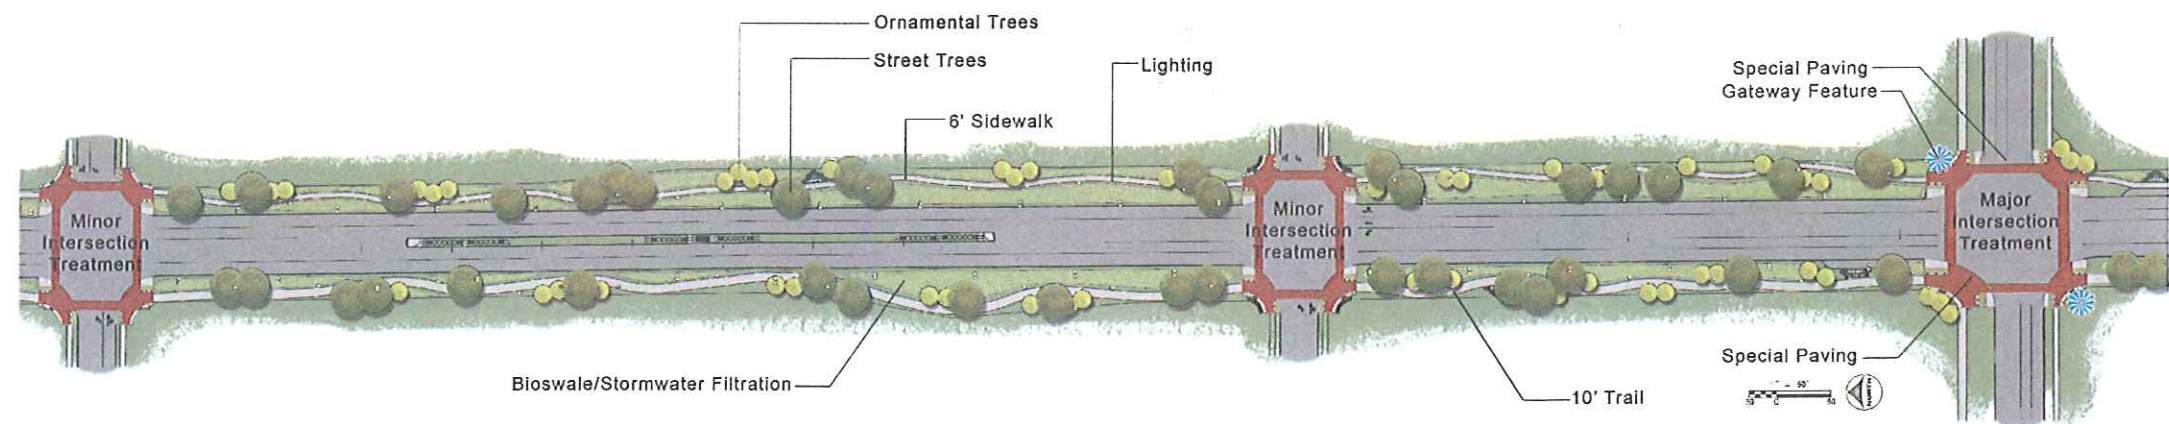 Ornamental Trees
Street Trees
Lighting
6' Sidewalk
Special Paving
Gateway Feature
Minor
Intersection
Treatment
Minor
Intersection
Treatment
Major
Intersection
Treatment
Bioswale/Stormwater Filtration
10' Trail
Special Paving